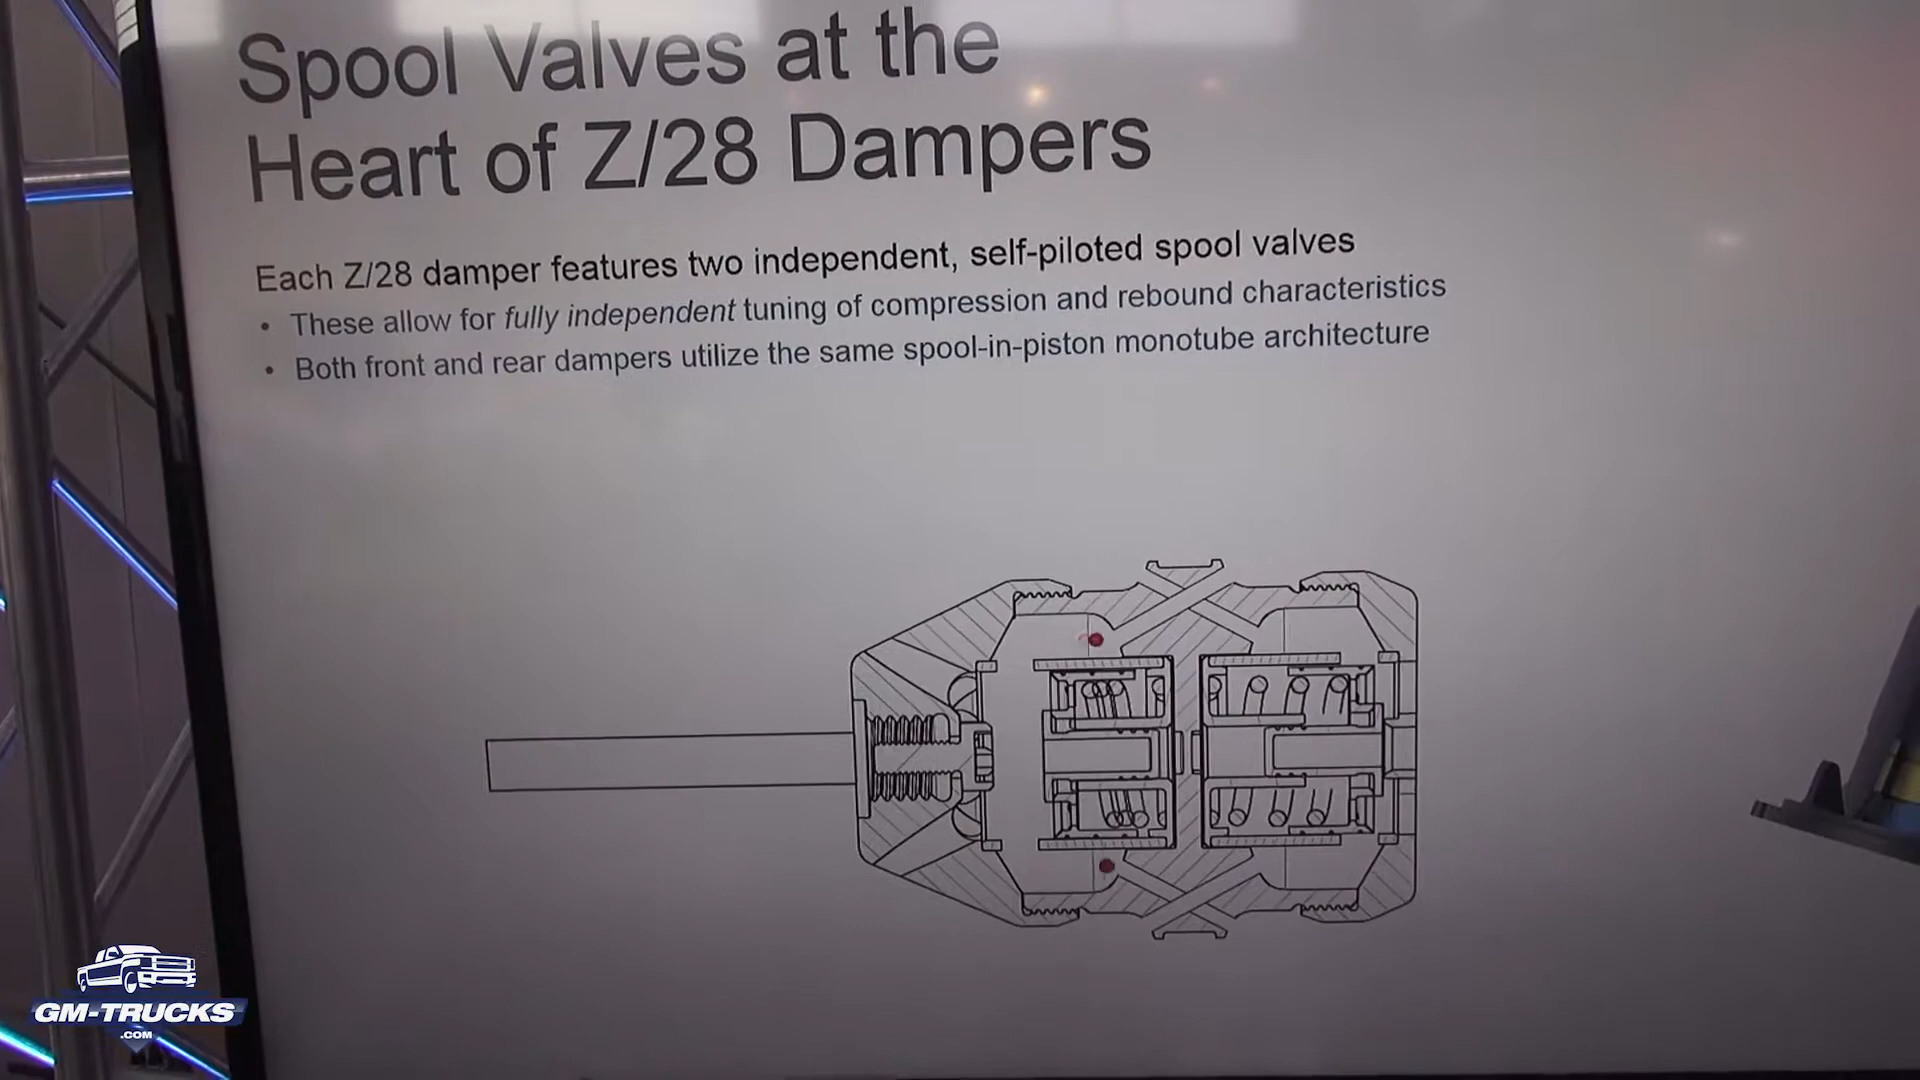 Spool Valves at the
Heart of Z/28 Dampers
Each Z/28 damper features two independent, self-piloted spool valves
• These allow for fully independent tuning of compression and rebound characteristics
• Both front and rear dampers utilize the same spool-in-piston monotube architecture
GM-TRUCKS
.COM